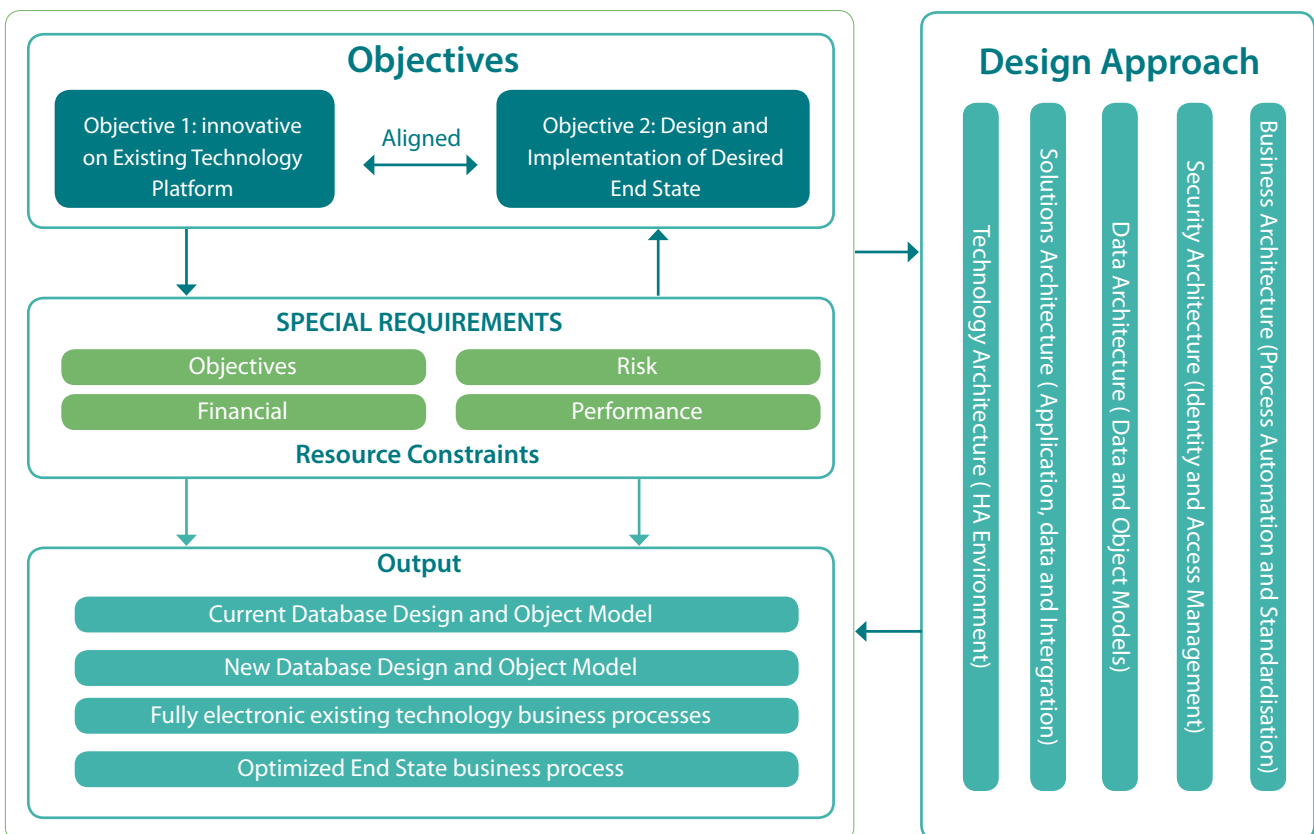 Objectives
Objective 1: innovative
on Existing Technology
Platform
Aligned
Objective 2: Design and
Implementation of Desired
End State
SPECIAL REQUIREMENTS
Objectives
Risk
Financial
Performance
Resource Constraints
Output
Current Database Design and Object Model
New Database Design and Object Model
Fully electronic existing technology business processes
Optimized End State business process
Design Approach
Technology Architecture ( HA Environment)
Solutions Architecture ( Application, data and Intergration)
Data Architecture ( Data and Object Models)
Security Architecture (Identity and Access Management)
Business Architecture (Process Automation and Standardisation)